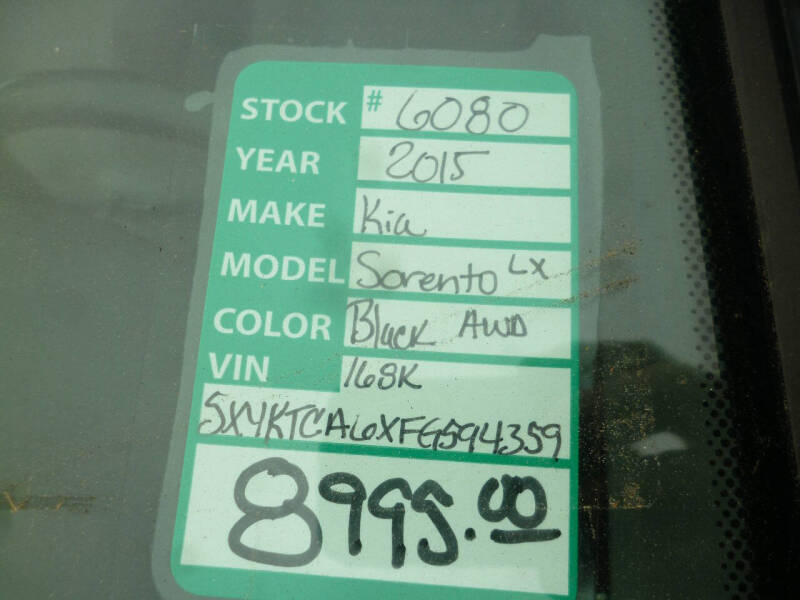 STOCK # 6080
YEAR 2015
MAKE Kia
MODEL Sorento LX
COLOR Black AWD
VIN 168K
5XYKTCA6XFG594359
8995.00